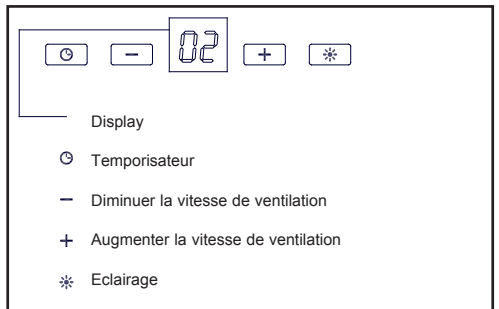 02
Display
Temporisateur
− Diminuer la vitesse de ventilation
+ Augmenter la vitesse de ventilation
Eclairage